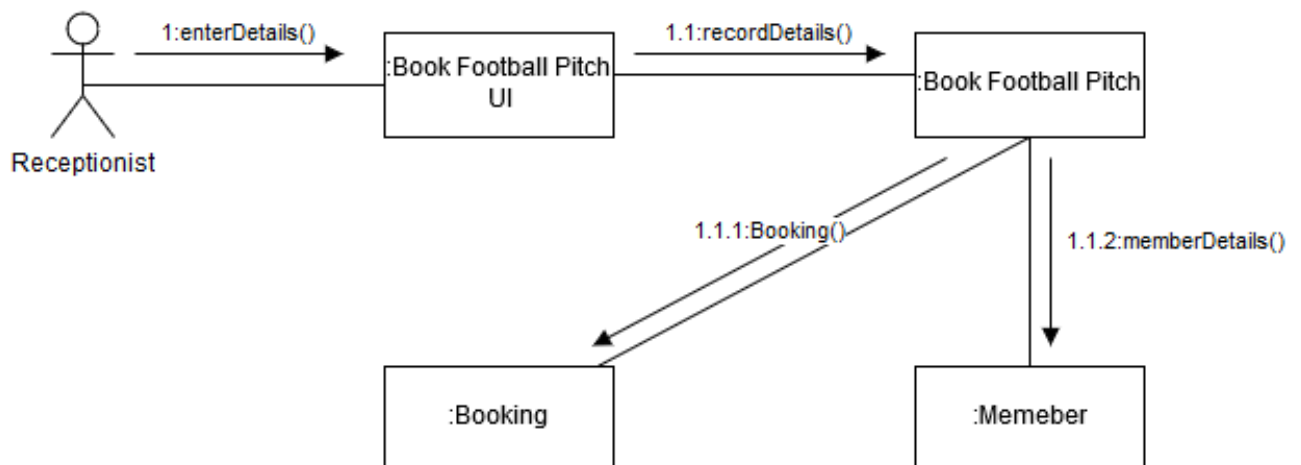 1:enterDetails()
1.1:recordDetails()
:Book Football Pitch
UI
:Book Football Pitch
Receptionist
1.1.1:Booking()
1.1.2:memberDetails()
:Booking
:Memeber